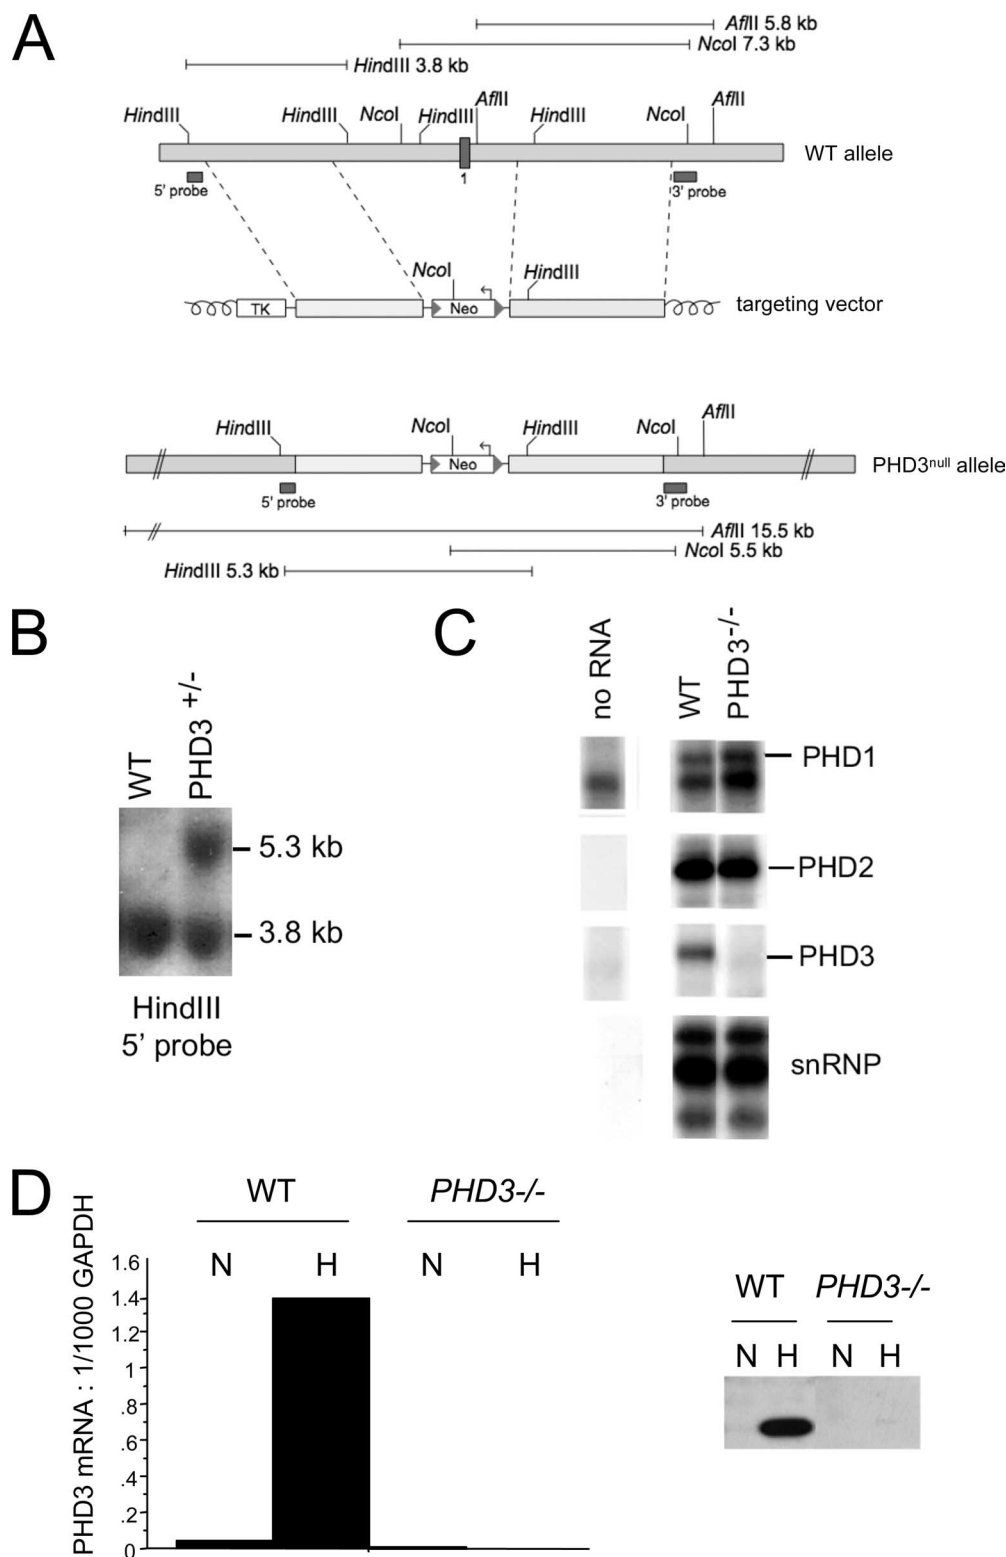 A
AflII 5.8 kb
NcoI 7.3 kb
HindIII 3.8 kb
HindIII HindIII NcoI HindIII AflII HindIII NcoI AflII
WT allele
5' probe 1 3' probe
NcoI HindIII
TK Neo targeting vector
HindIII NcoI HindIII NcoI AflII
Neo PHD3null allele
5' probe 3' probe
AflII 15.5 kb
NcoI 5.5 kb
HindIII 5.3 kb
B
WT PHD3 +/-
5.3 kb
3.8 kb
HindIII
5' probe
C
no RNA WT PHD3-/-
PHD1
PHD2
PHD3
snRNP
D
PHD3 mRNA : 1/1000 GAPDH
WT PHD3-/-
N H N H
1.6
1.4
1.2
1
.8
.6
.4
.2
0
WT PHD3-/-
N H N H